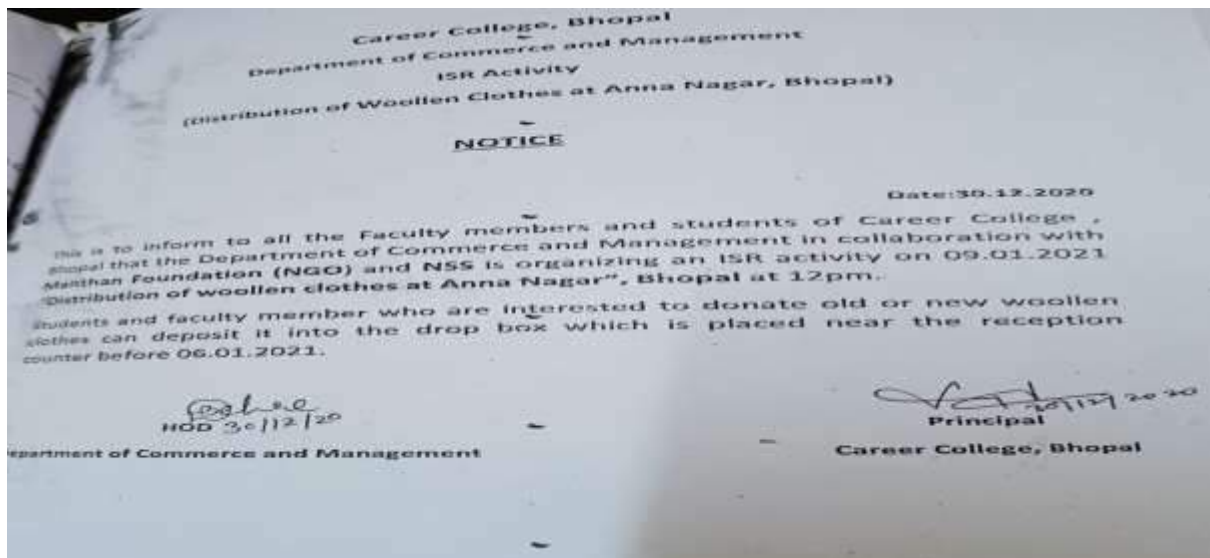 Career College, Bhopal
Department of Commerce and Management
ISR Activity
(Distribution of Woollen Clothes at Anna Nagar, Bhopal)
NOTICE
Date:30.12.2020
This is to inform to all the Faculty members and students of Career College ,
Bhopal that the Department of Commerce and Management in collaboration with
Manthan Foundation (NGO) and NSS is organizing an ISR activity on 09.01.2021
"Distribution of woollen clothes at Anna Nagar", Bhopal at 12pm.
Students and faculty member who are interested to donate old or new woollen
clothes can deposit it into the drop box which is placed near the reception
counter before 06.01.2021.
HOD 30/12/20
epartment of Commerce and Management
30/12/2020
Principal
Career College, Bhopal